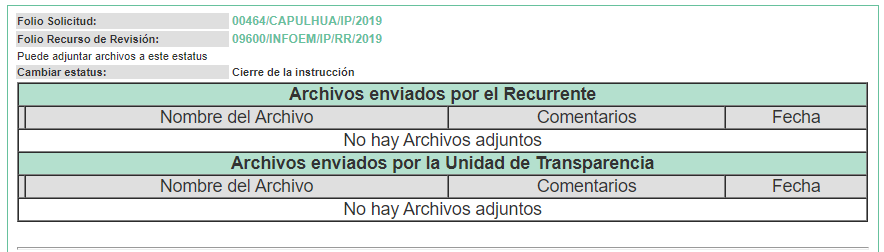 Folio Solicitud: 00464/CAPULHUA/IP/2019
Folio Recurso de Revisión: 09600/INFOEM/IP/RR/2019
Puede adjuntar archivos a este estatus
Cambiar estatus: Cierre de la instrucción
Archivos enviados por el Recurrente
Nombre del Archivo Comentarios Fecha
No hay Archivos adjuntos
Archivos enviados por la Unidad de Transparencia
Nombre del Archivo Comentarios Fecha
No hay Archivos adjuntos